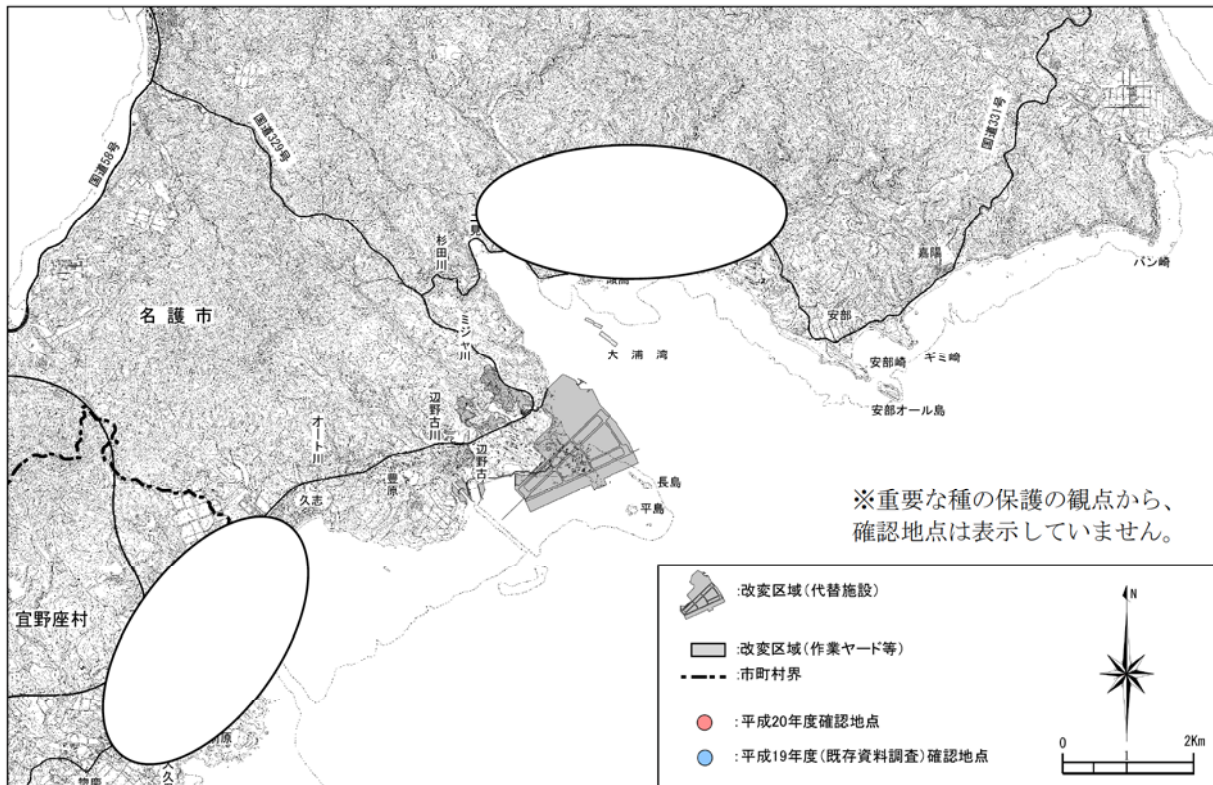 国道58号
国道329号
国道331号
二見
杉田川
嘉陽
バン崎
名護市
ミジャ川
大浦湾
安部
安部崎
ギミ崎
安部オール島
辺野古川
オート川
辺野古
豊原
久志
長島
平島
※重要な種の保護の観点から、
確認地点は表示していません。
宜野座村
:改変区域(代替施設)
:改変区域(作業ヤード等)
:市町村界
:平成20年度確認地点
:平成19年度(既存資料調査)確認地点
N
0
1
2Km